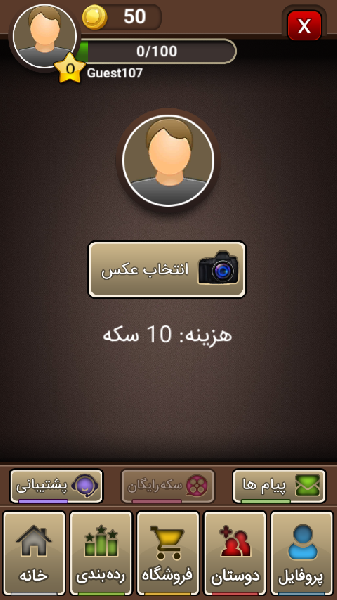 50
X
0/100
0
Guest107
انتخاب عکس
هزینه: 10 سکه
پیام ها
سکه رایگان
پشتیبانی
پروفایل
دوستان
فروشگاه
رده‌بندی
خانه